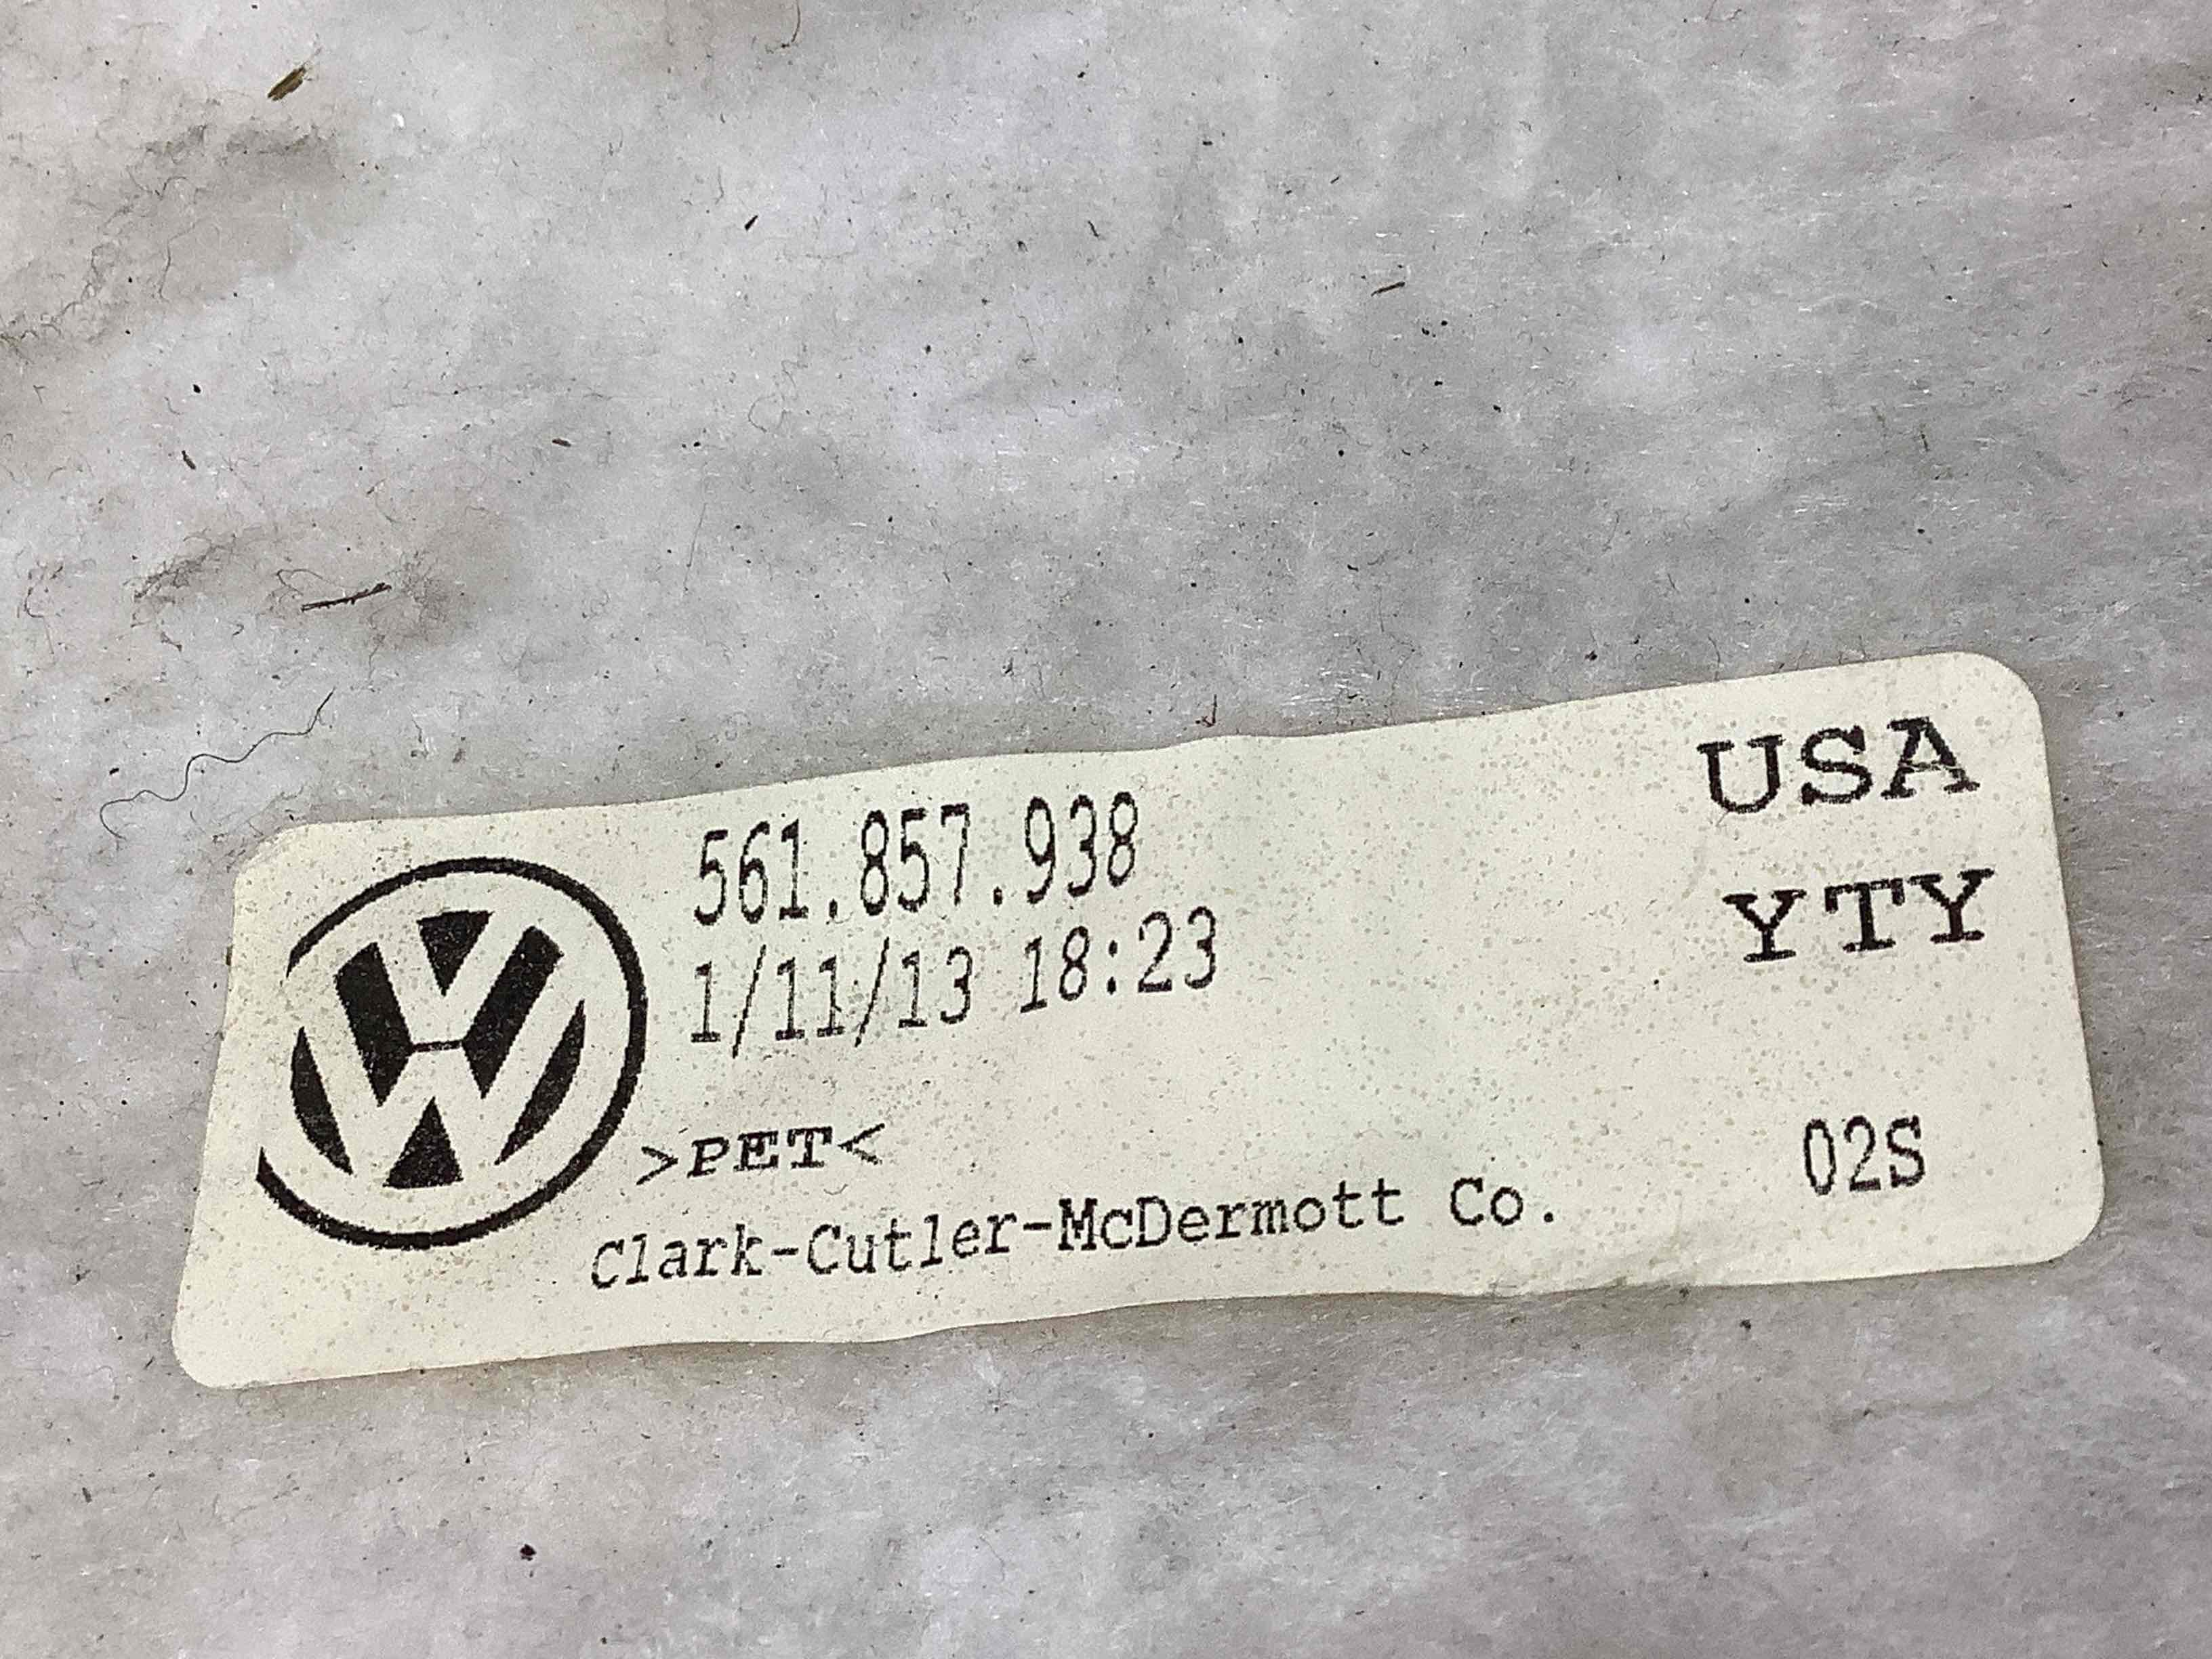 561.857.938
1/11/13 18:23
>PET<
Clark-Cutler-McDermott Co.
USA
YTY
02S